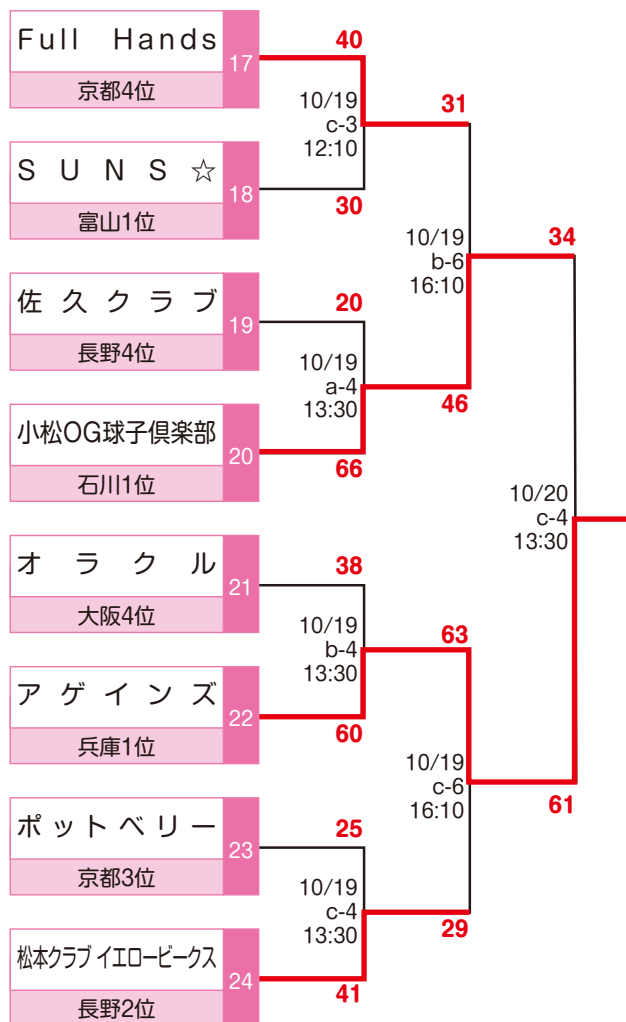 Full Hands
京都4位
17
SUNS☆
富山1位
18
佐久クラブ
長野4位
19
小松OG球子倶楽部
石川1位
20
オラクル
大阪4位
21
アゲインズ
兵庫1位
22
ポットベリー
京都3位
23
松本クラブ イエロービークス
長野2位
24
40
10/19
c-3
12:10
30
20
10/19
a-4
13:30
66
38
10/19
b-4
13:30
60
25
10/19
c-4
13:30
41
31
10/19
b-6
16:10
46
63
10/19
c-6
16:10
29
34
10/20
c-4
13:30
61